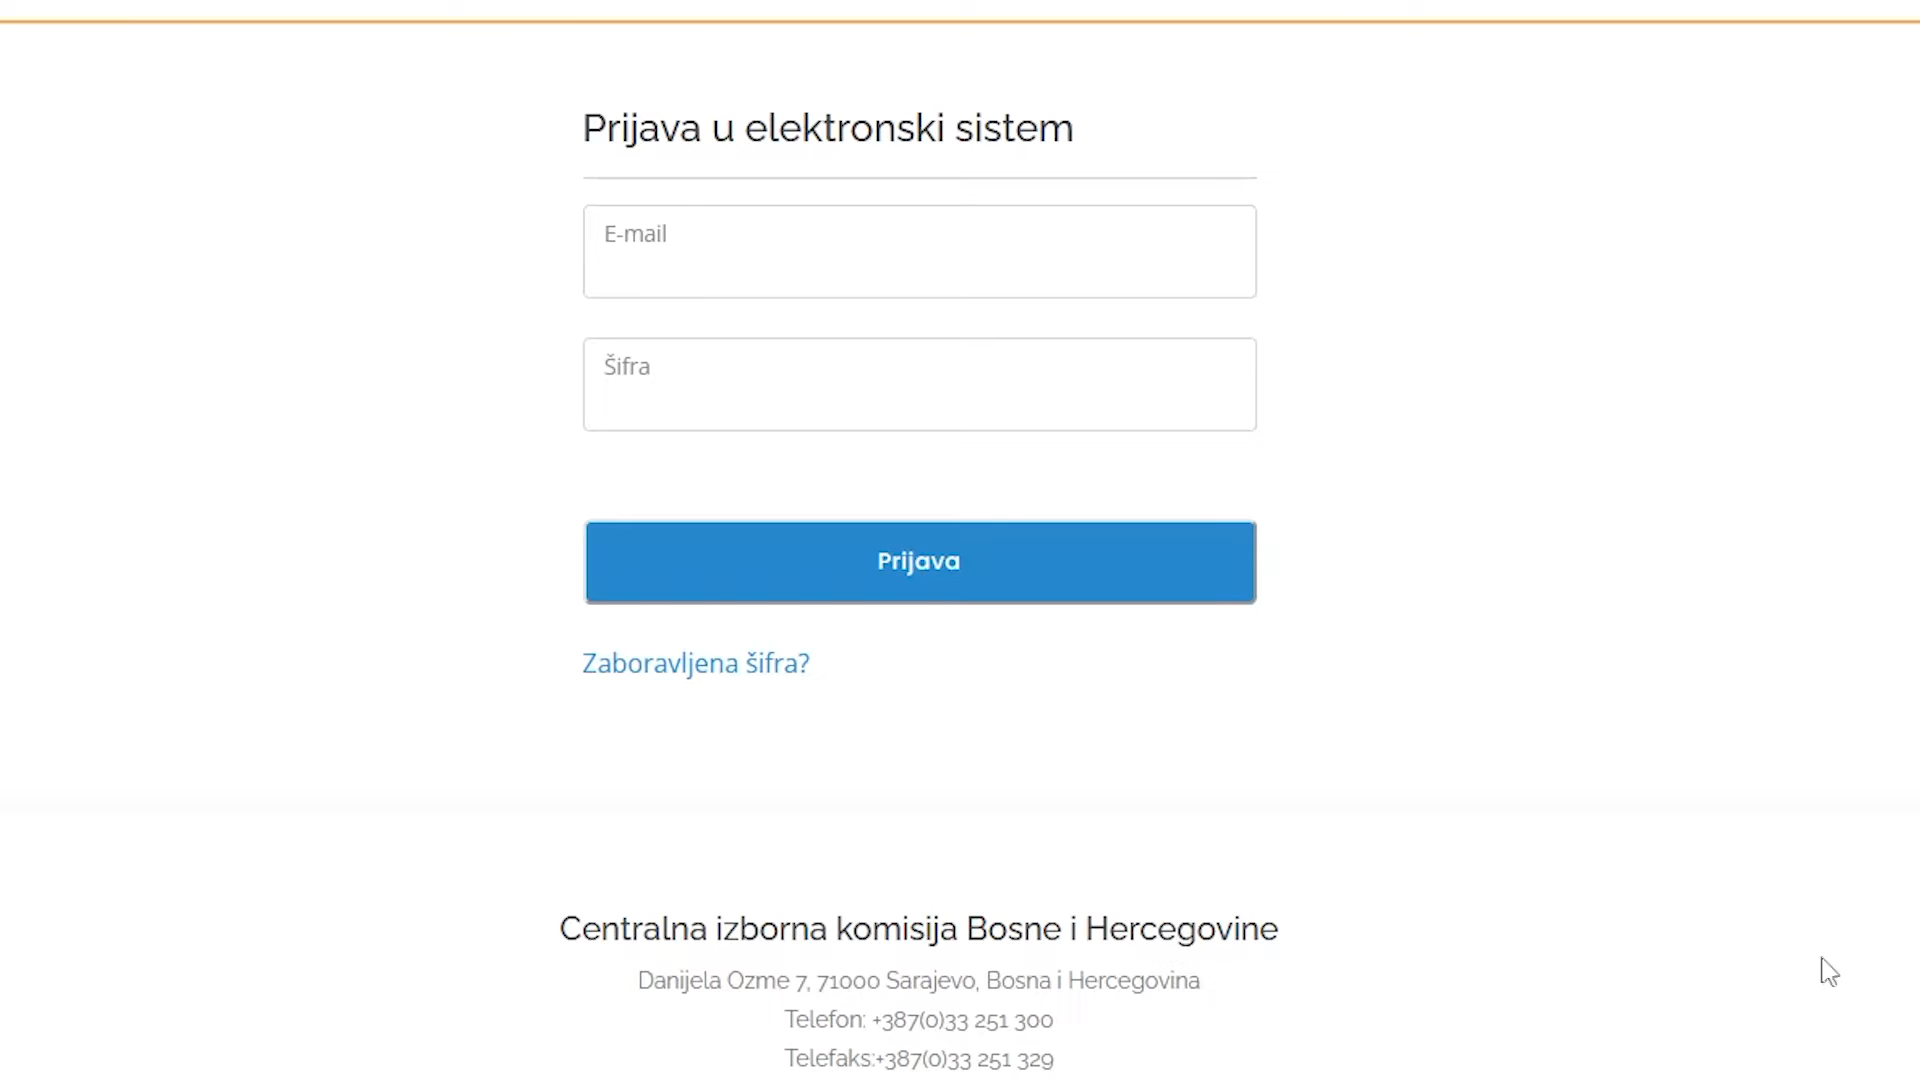 Prijava u elektronski sistem
E-mail
Šifra
Prijava
Zaboravljena šifra?
Centralna izborna komisija Bosne i Hercegovine
Danijela Ozme 7, 71000 Sarajevo, Bosna i Hercegovina
Telefon: +387(0)33 251 300
Telefaks:+387(0)33 251 329